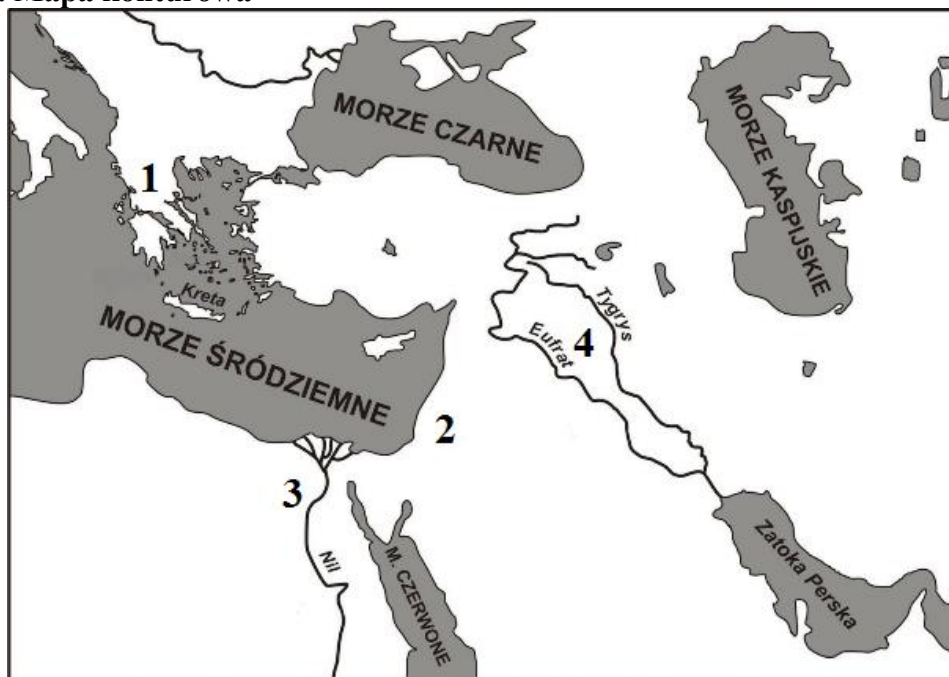 Mapa konturowa
MORZE CZARNE
MORZE KASPIJSKIE
1
Kreta
Tygrys
Eufrat
4
MORZE ŚRÓDZIEMNE
2
3
Nil
M. CZERWONE
Zatoka Perska